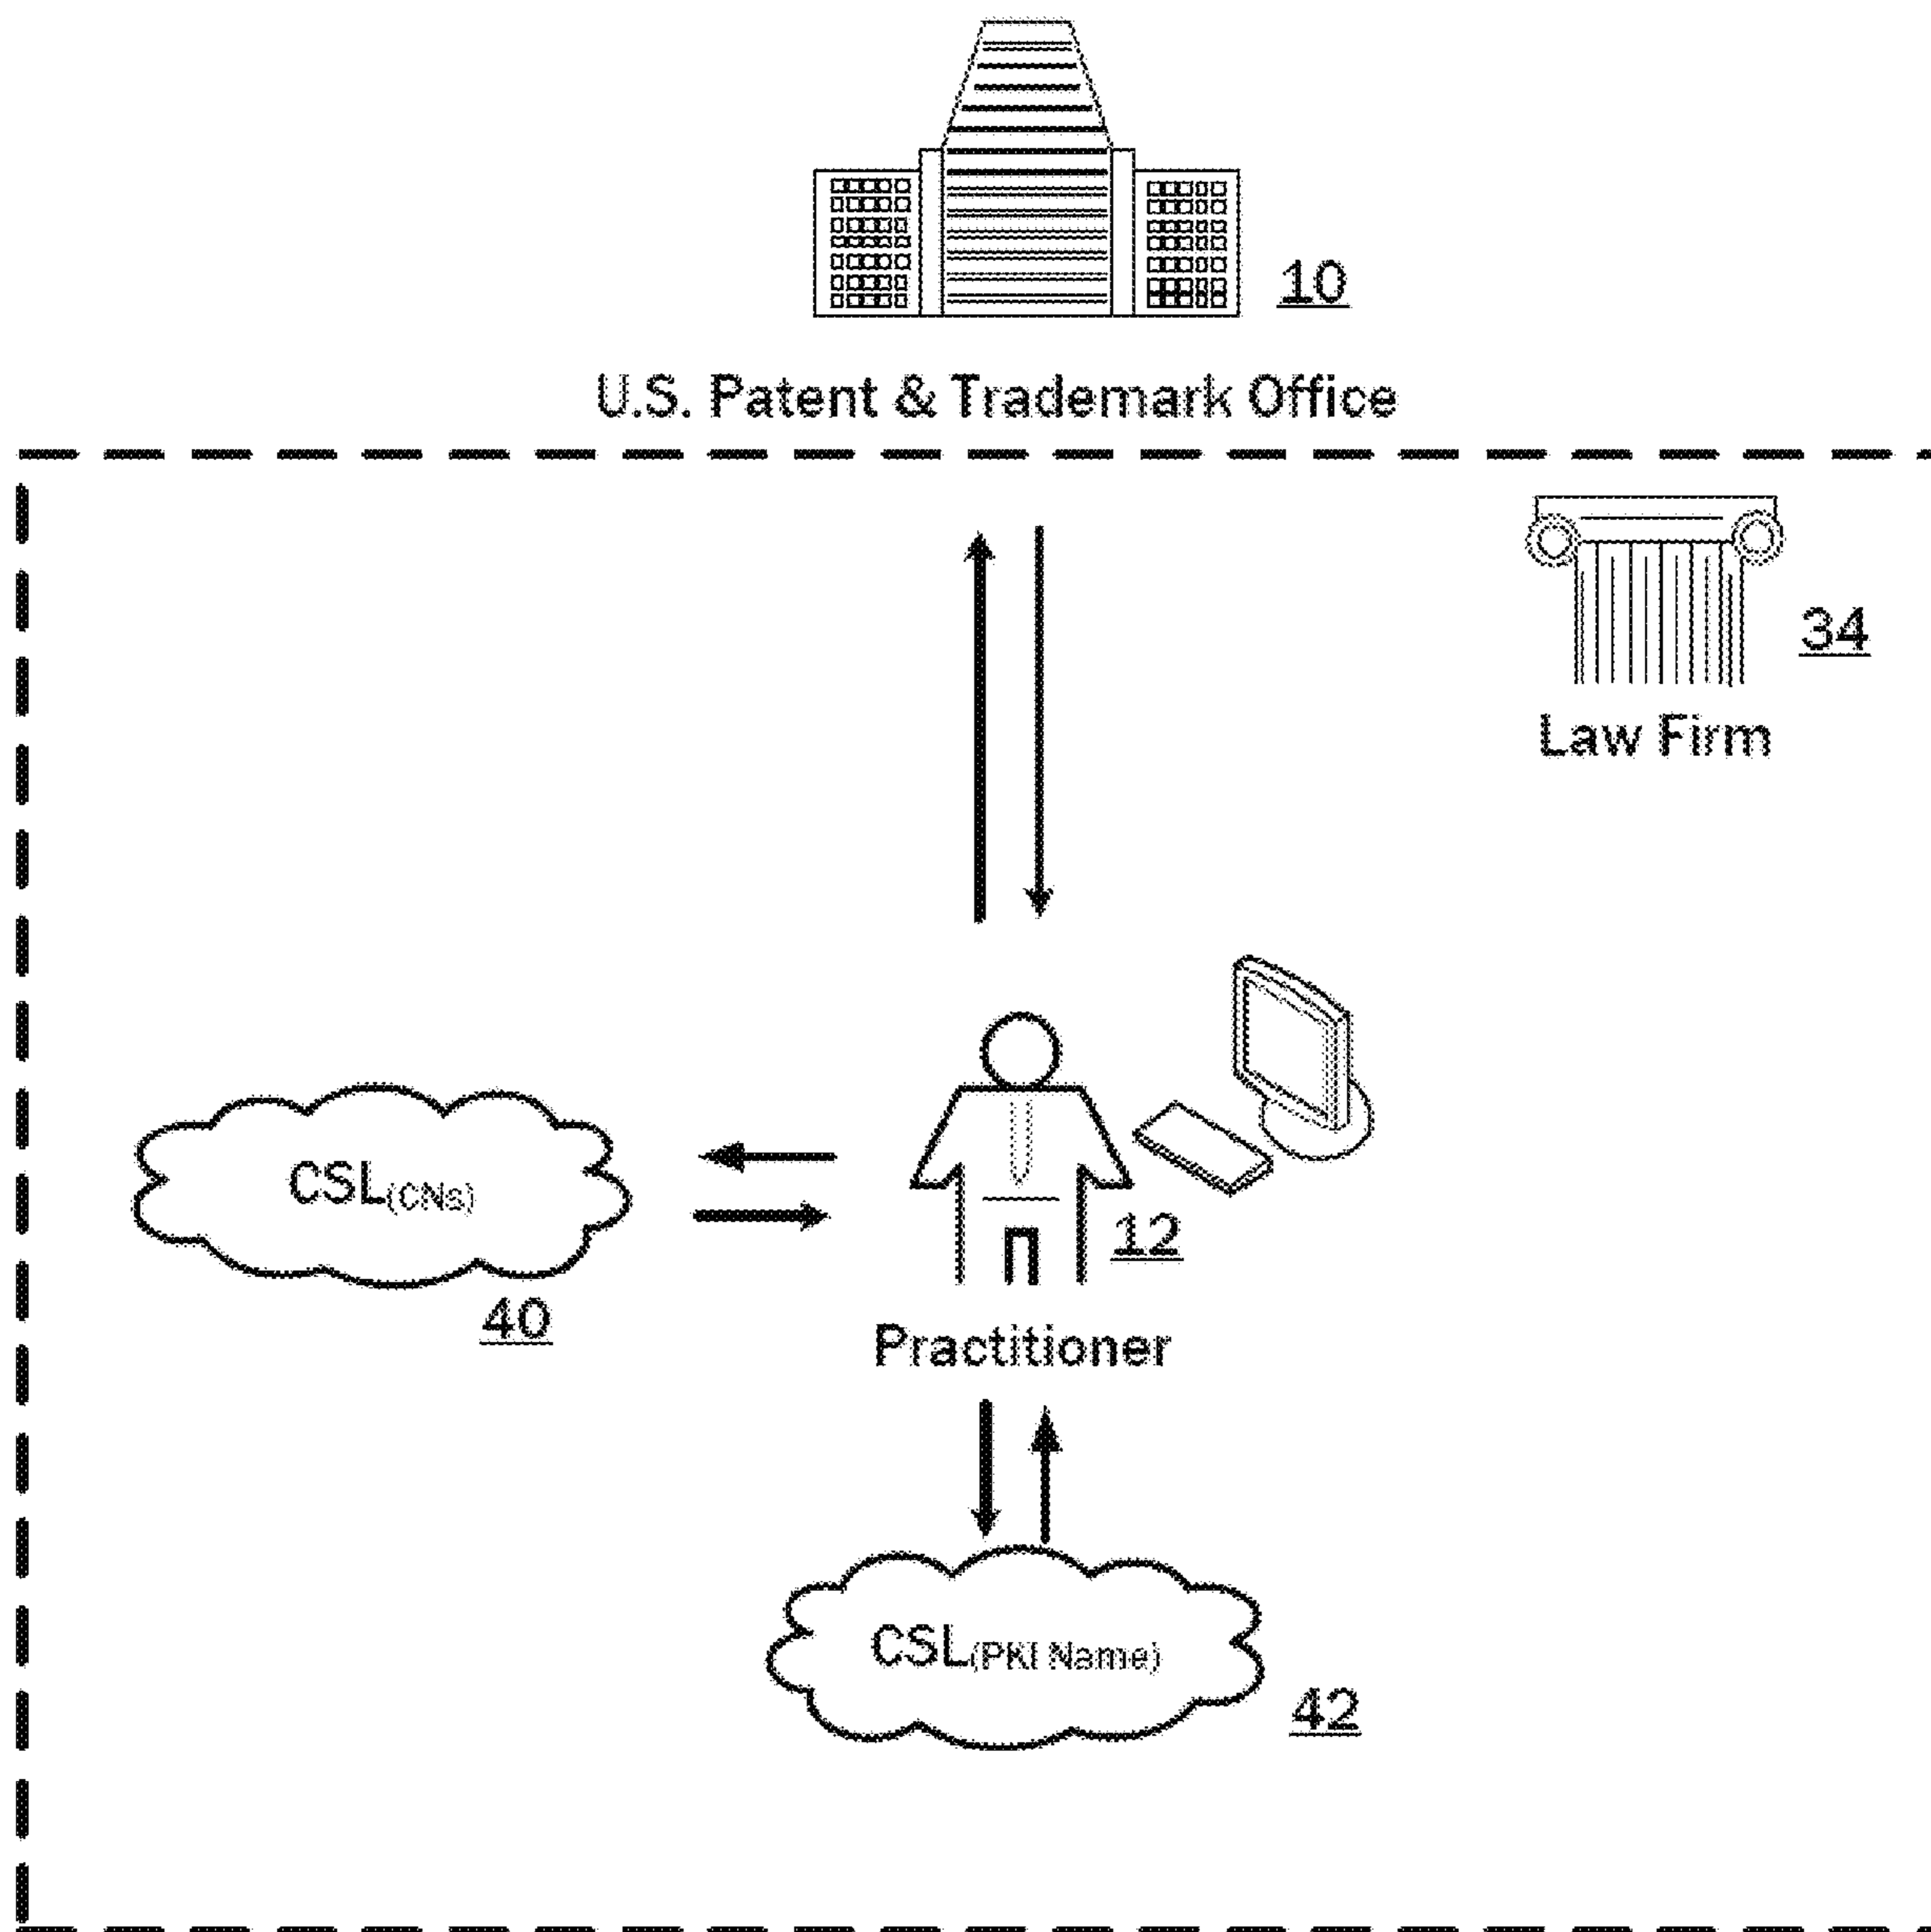 10
U.S. Patent & Trademark Office
34
Law Firm
CSL(CNs)
12
40
Practitioner
CSL(PKI Name)
42